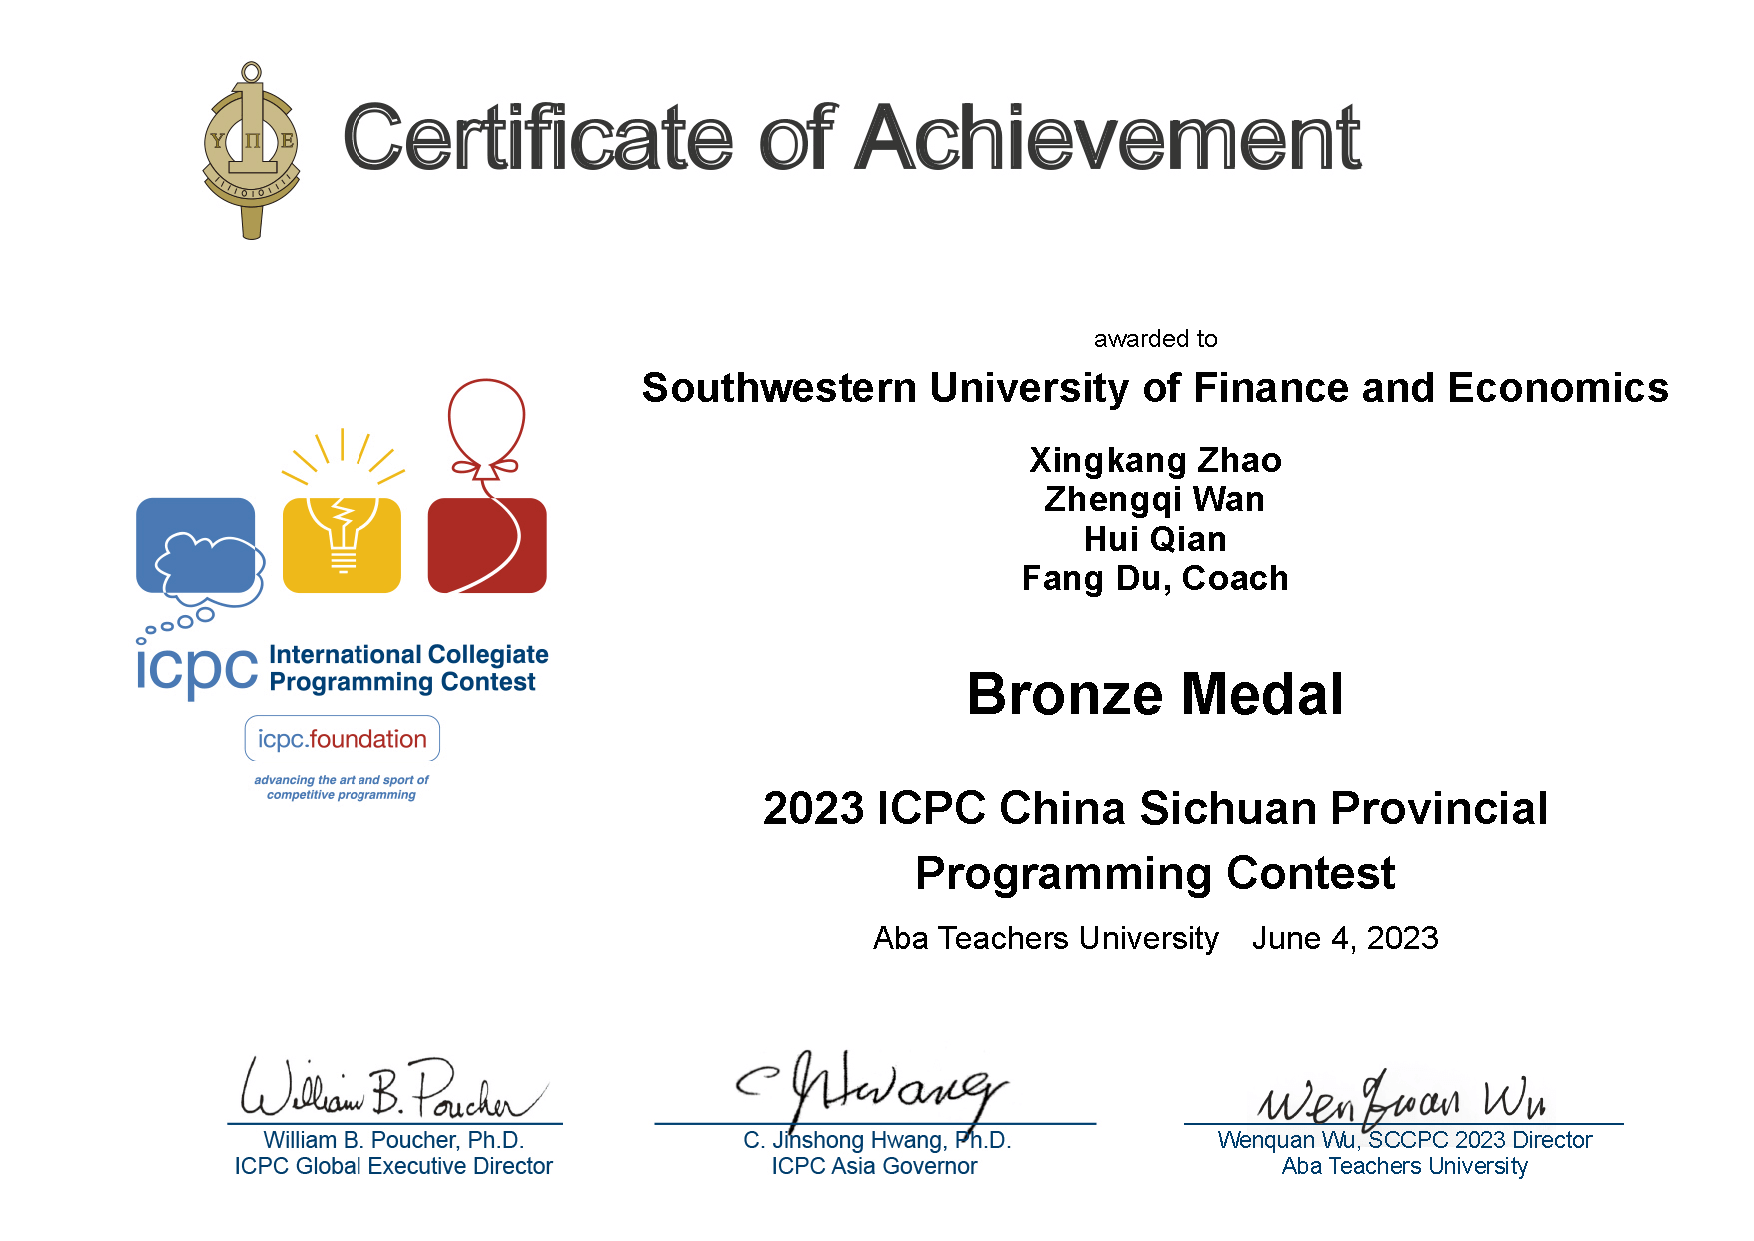 Certificate of Achievement
Υ Π Ε
awarded to
Southwestern University of Finance and Economics
Xingkang Zhao
Zhengqi Wan
Hui Qian
Fang Du, Coach
icpc International Collegiate
Programming Contest
icpc.foundation
advancing the art and sport of
competitive programming
Bronze Medal
2023 ICPC China Sichuan Provincial
Programming Contest
Aba Teachers University June 4, 2023
William B. Poucher
C JHwang
Wenquan Wu
William B. Poucher, Ph.D.
ICPC Global Executive Director
C. Jinshong Hwang, Ph.D.
ICPC Asia Governor
Wenquan Wu, SCCPC 2023 Director
Aba Teachers University